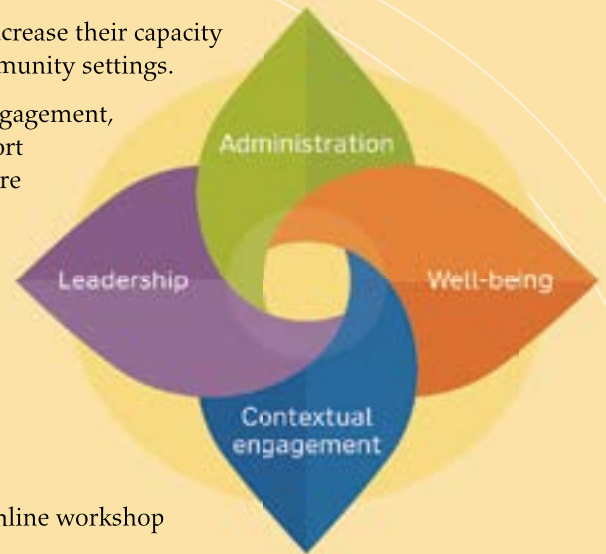 crease their capacity
munity settings.
gagement,
ort
re
Administration
Leadership
Well-being
Contextual
engagement
nline workshop